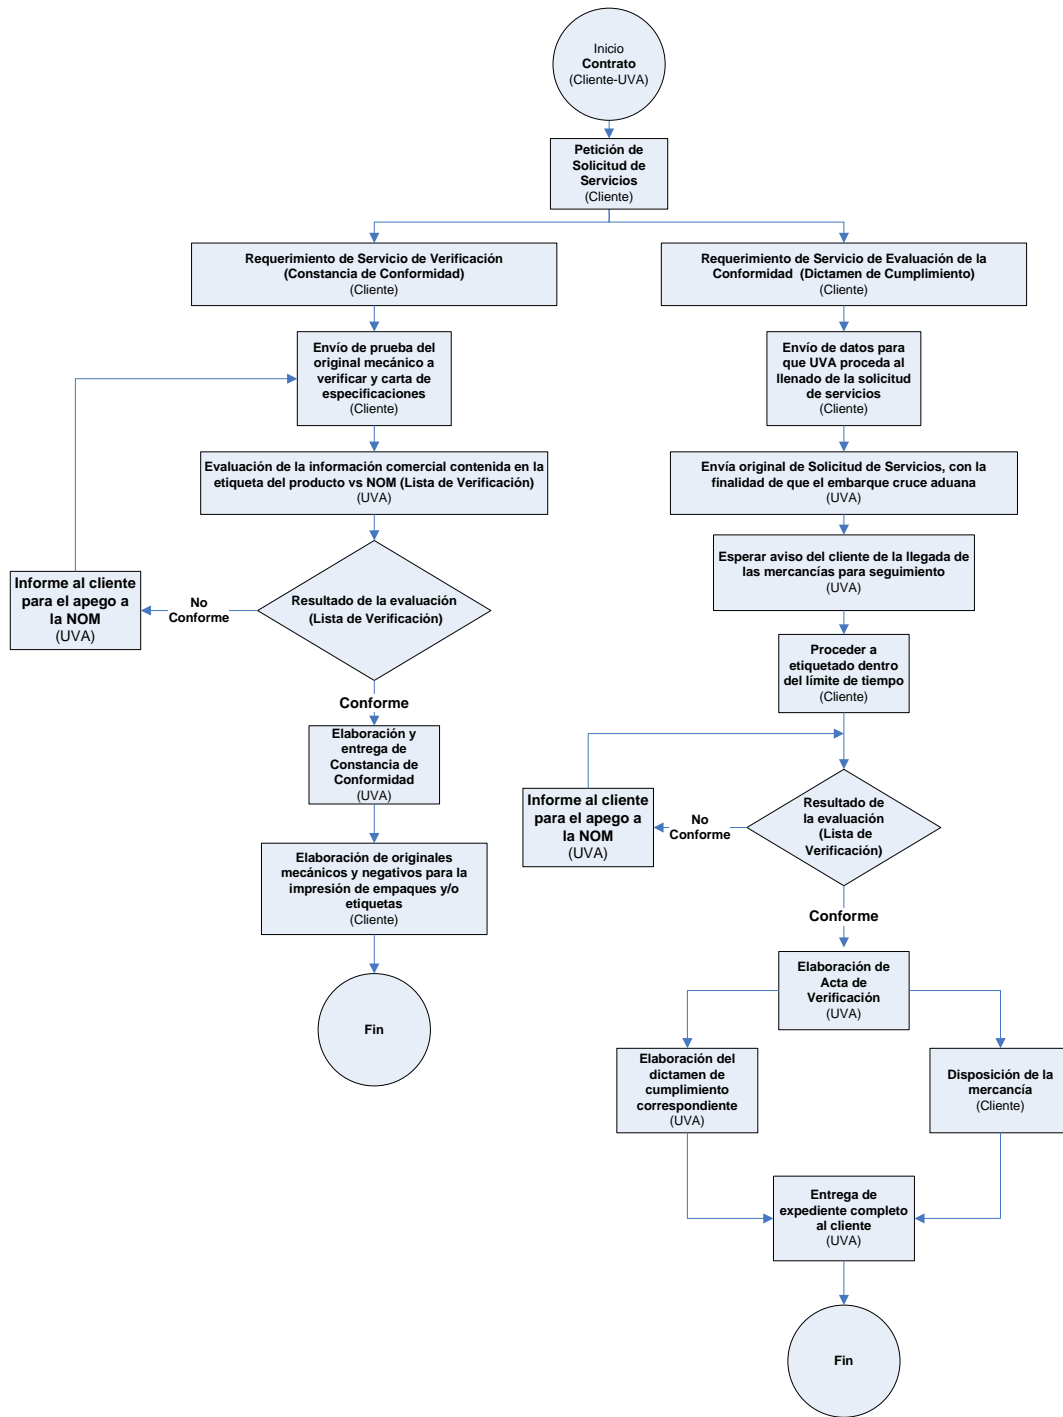 Inicio
Contrato
(Cliente-UVA)
Petición de
Solicitud de
Servicios
(Cliente)
Requerimiento de Servicio de Verificación
(Constancia de Conformidad)
(Cliente)
Envío de prueba del
original mecánico a
verificar y carta de
especificaciones
(Cliente)
Evaluación de la información comercial contenida en la
etiqueta del producto vs NOM (Lista de Verificación)
(UVA)
Resultado de la evaluación
(Lista de Verificación)
No
Conforme
Informe al cliente
para el apego a
la NOM
(UVA)
Conforme
Elaboración y
entrega de
Constancia de
Conformidad
(UVA)
Elaboración de originales
mecánicos y negativos para la
impresión de empaques y/o
etiquetas
(Cliente)
Fin
Requerimiento de Servicio de Evaluación de la
Conformidad (Dictamen de Cumplimiento)
(Cliente)
Envío de datos para
que UVA proceda al
llenado de la solicitud
de servicios
(Cliente)
Envía original de Solicitud de Servicios, con la
finalidad de que el embarque cruce aduana
(UVA)
Esperar aviso del cliente de la llegada de
las mercancías para seguimiento
(UVA)
Proceder a
etiquetado dentro
del límite de tiempo
(Cliente)
Resultado de
la evaluación
(Lista de
Verificación)
No
Conforme
Informe al cliente
para el apego a
la NOM
(UVA)
Conforme
Elaboración de
Acta de
Verificación
(UVA)
Elaboración del
dictamen de
cumplimiento
correspondiente
(UVA)
Disposición de la
mercancía
(Cliente)
Entrega de
expediente completo
al cliente
(UVA)
Fin